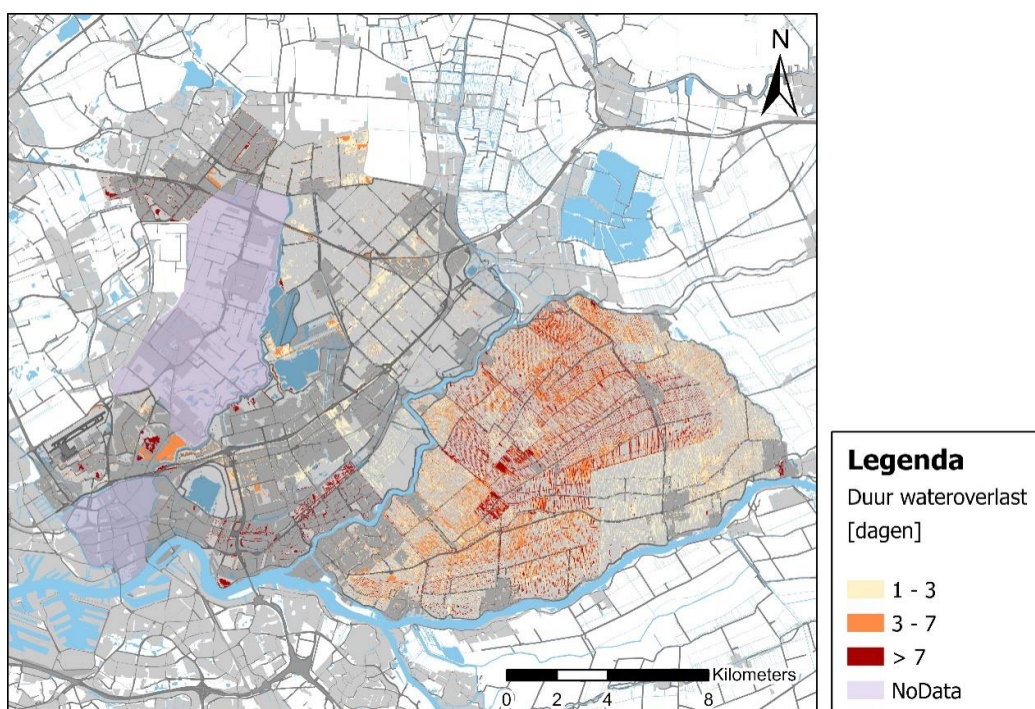 N
Kilometers
0 2 4 8
Legenda
Duur wateroverlast
[dagen]
1 - 3
3 - 7
> 7
NoData